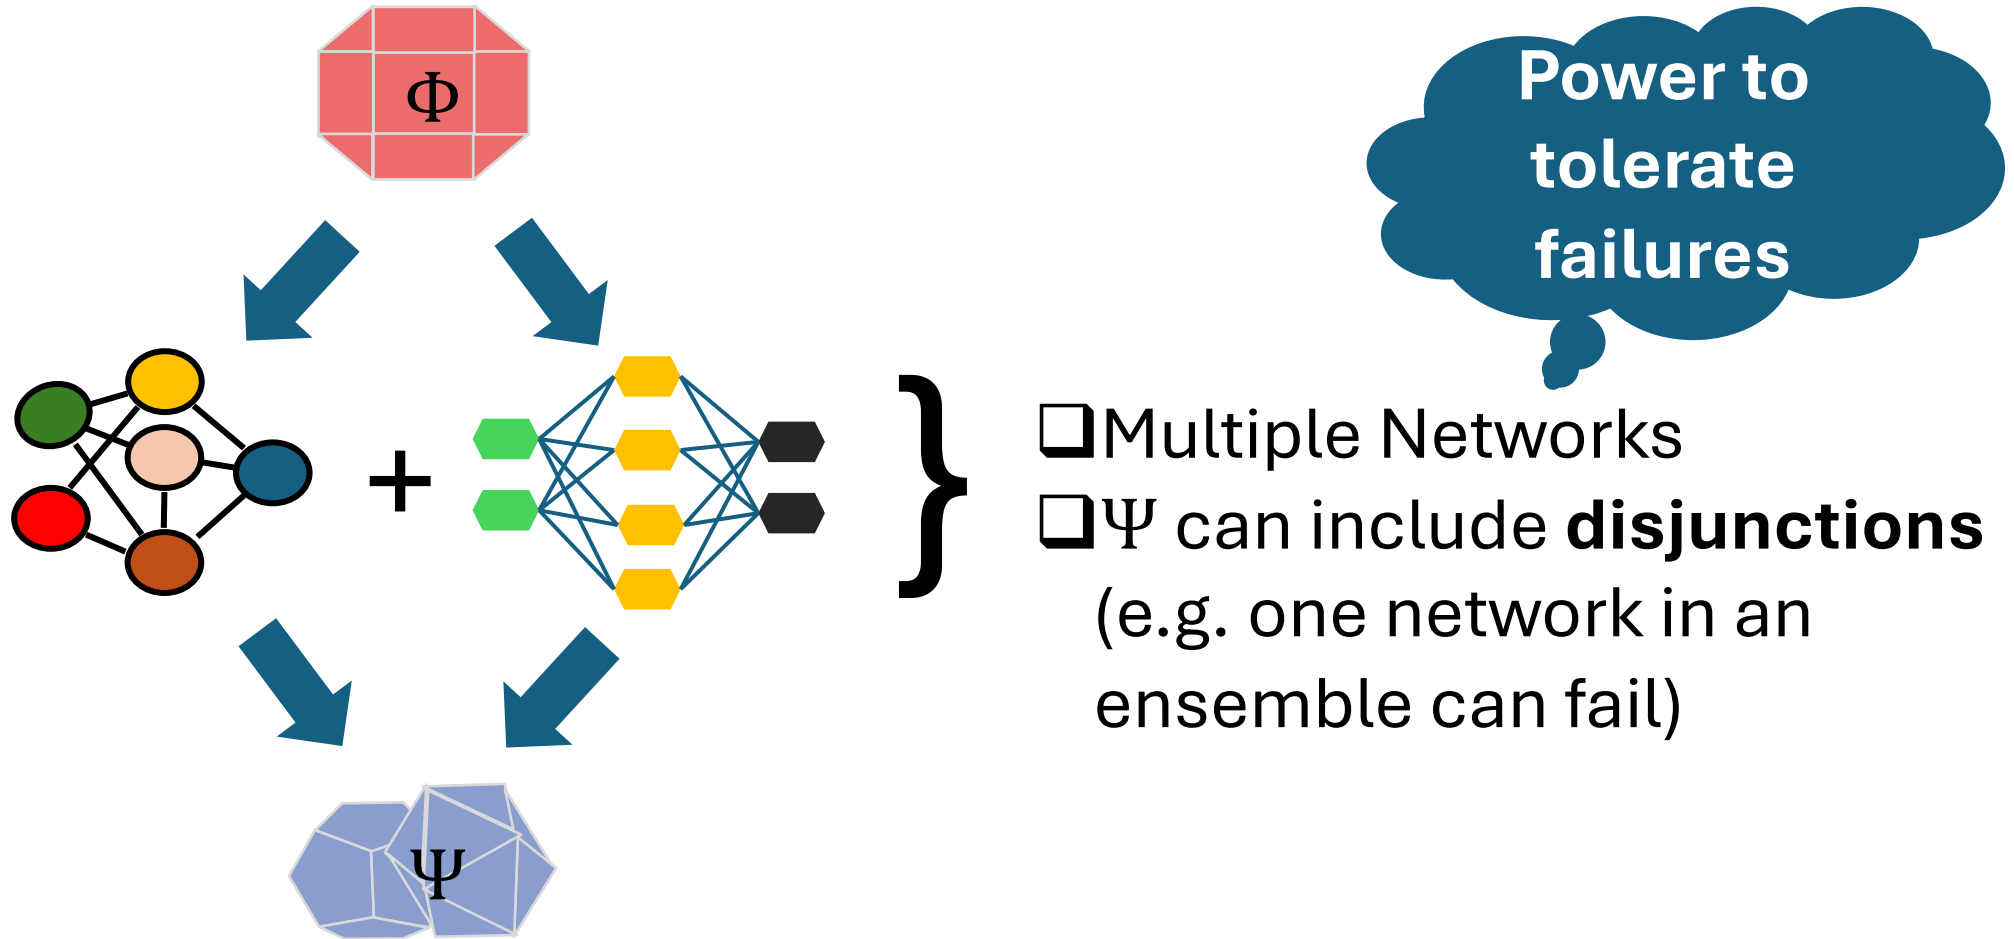 Φ
Power to
tolerate
failures
+
}
❑Multiple Networks
❑Ψ can include disjunctions
(e.g. one network in an
ensemble can fail)
Ψ